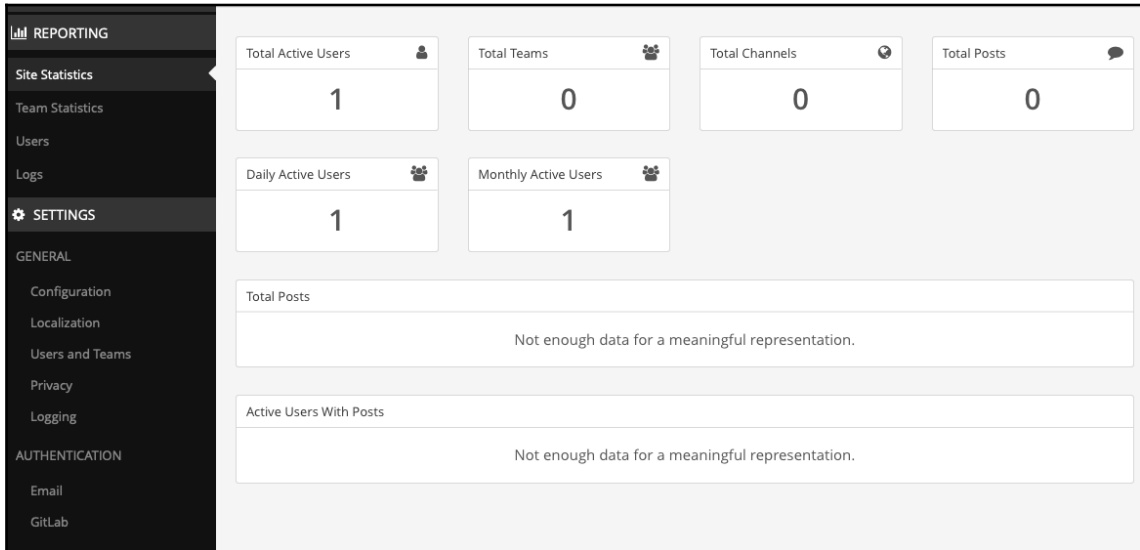 REPORTING
Site Statistics
Team Statistics
Users
Logs
SETTINGS
GENERAL
Configuration
Localization
Users and Teams
Privacy
Logging
AUTHENTICATION
Email
GitLab
Total Active Users
1
Total Teams
0
Total Channels
0
Total Posts
0
Daily Active Users
1
Monthly Active Users
1
Total Posts
Not enough data for a meaningful representation.
Active Users With Posts
Not enough data for a meaningful representation.